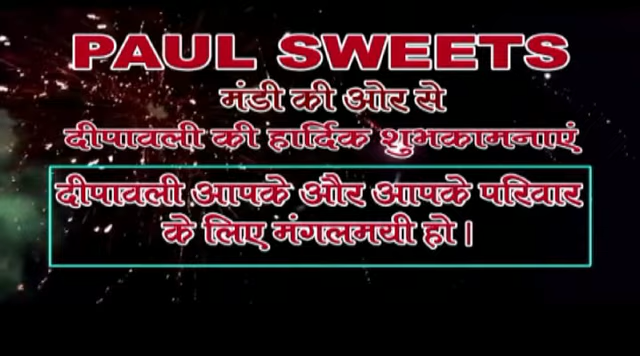 PAUL SWEETS
मंडी की ओर से
दीपावली की हार्दिक शुभकामनाएं
दीपावली आपके और आपके परिवार
के लिए मंगलमयी हो।